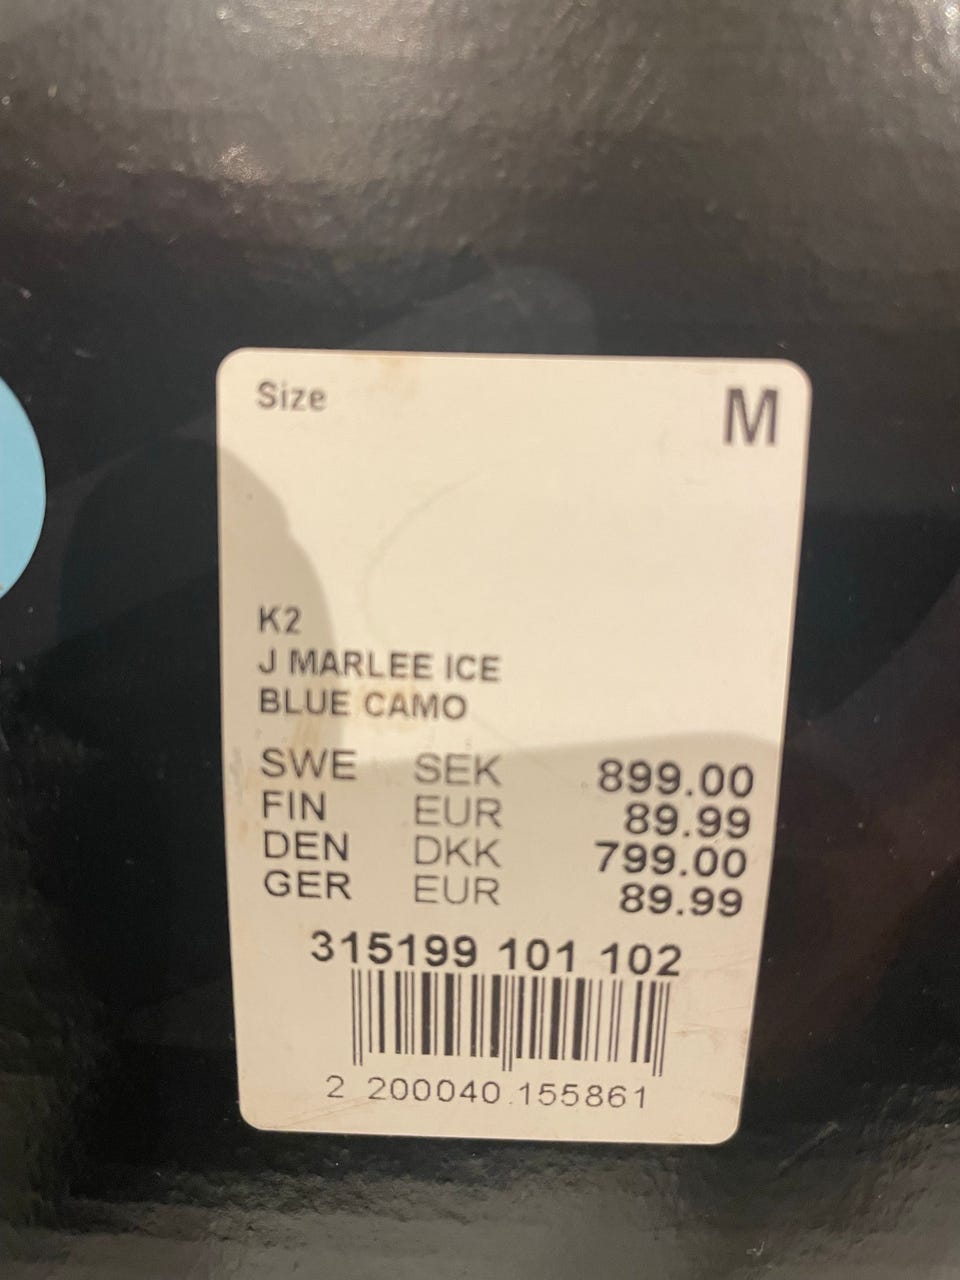 Size M
K2
J MARLEE ICE
BLUE CAMO
SWE SEK 899.00
FIN EUR 89.99
DEN DKK 799.00
GER EUR 89.99
315199 101 102
2 200040 155861